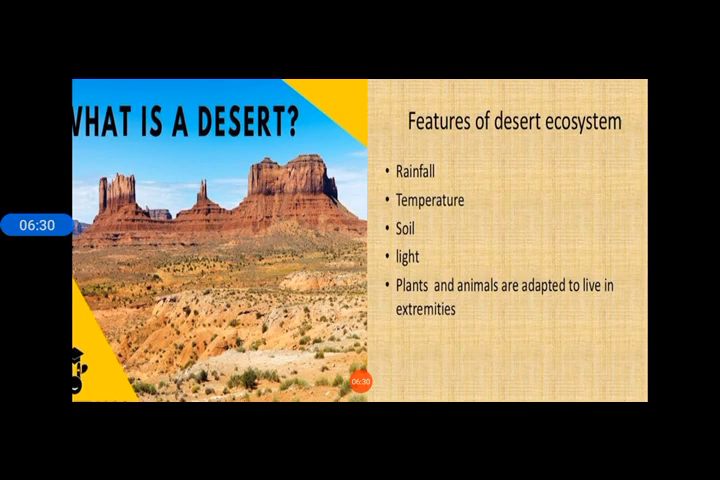 WHAT IS A DESERT?
Features of desert ecosystem
• Rainfall
• Temperature
• Soil
• light
• Plants and animals are adapted to live in
extremities
06:30
06:30